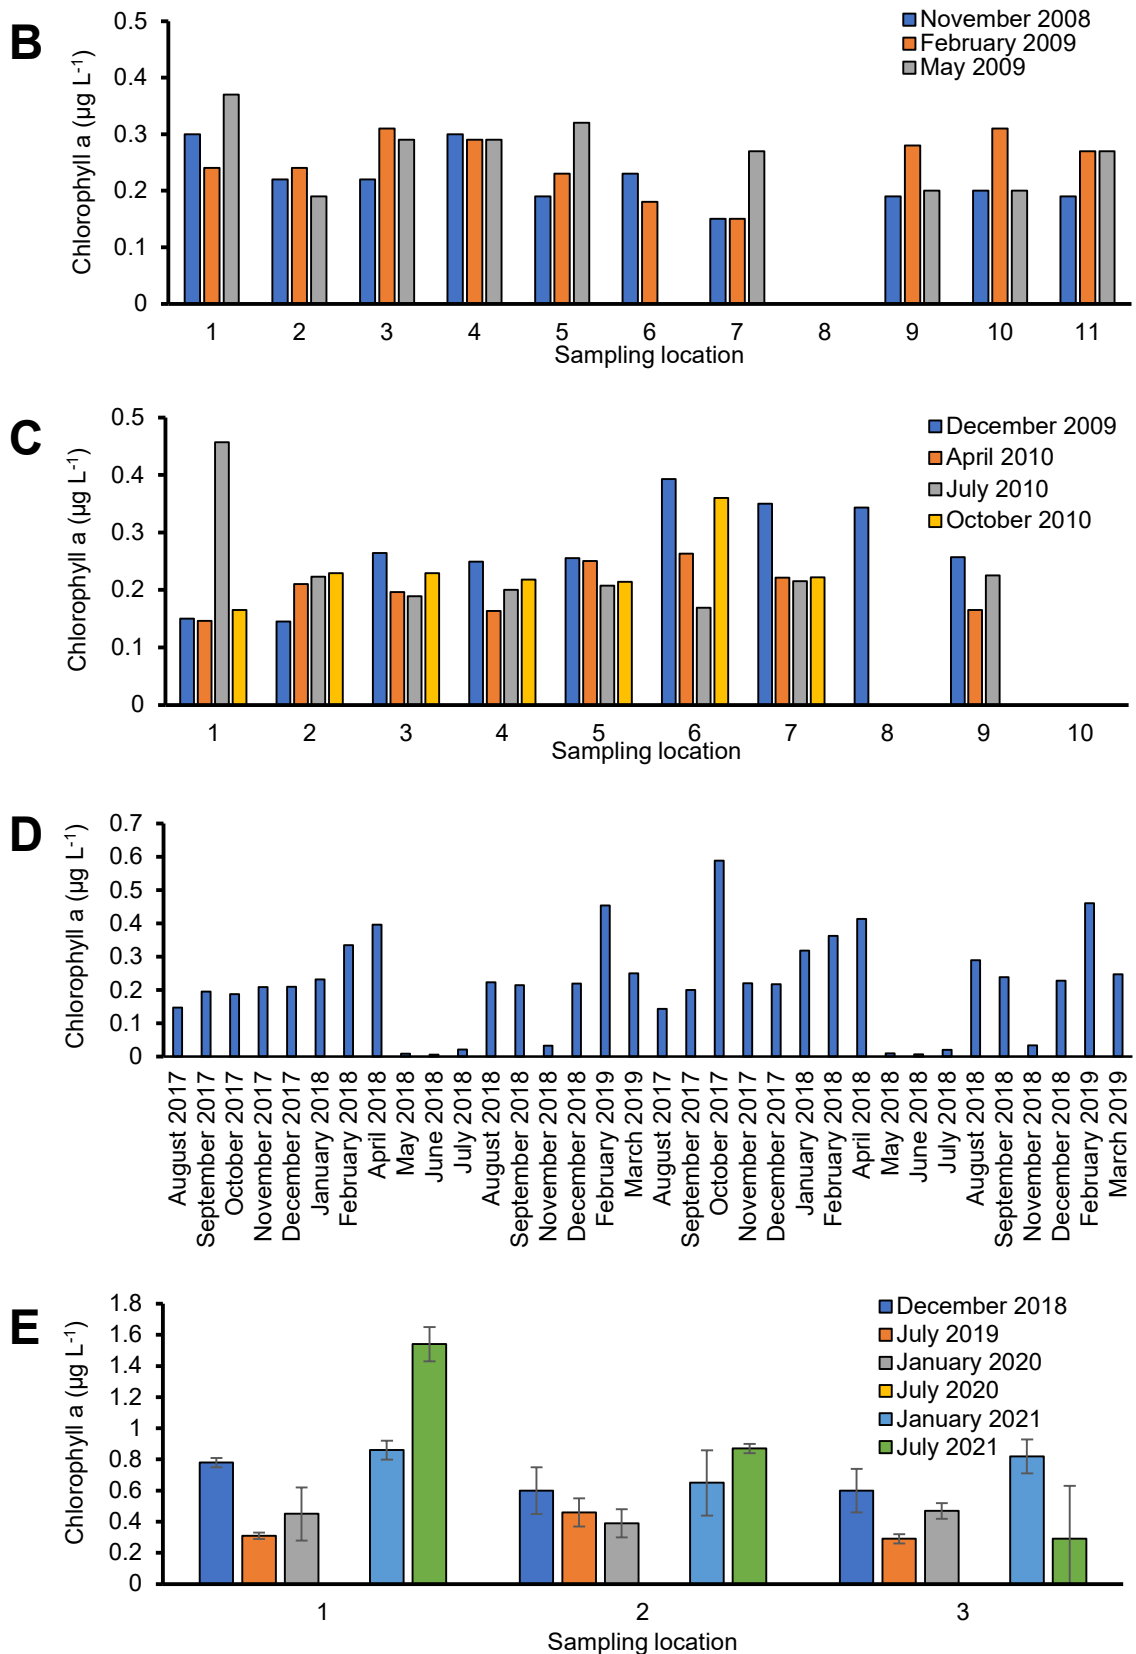 B
Chlorophyll a (µg L-1)
0.5
0.4
0.3
0.2
0.1
0
November 2008
February 2009
May 2009
1 2 3 4 5 6 7 8 9 10 11
Sampling location
C
Chlorophyll a (µg L-1)
0.5
0.4
0.3
0.2
0.1
0
December 2009
April 2010
July 2010
October 2010
1 2 3 4 5 6 7 8 9 10
Sampling location
D
Chlorophyll a (µg L-1)
0.7
0.6
0.5
0.4
0.3
0.2
0.1
0
August 2017
September 2017
October 2017
November 2017
December 2017
January 2018
February 2018
April 2018
May 2018
June 2018
July 2018
August 2018
September 2018
November 2018
December 2018
February 2019
March 2019
August 2017
September 2017
October 2017
November 2017
December 2017
January 2018
February 2018
April 2018
May 2018
June 2018
July 2018
August 2018
September 2018
November 2018
December 2018
February 2019
March 2019
E
Chlorophyll a (µg L-1)
1.8
1.6
1.4
1.2
1
0.8
0.6
0.4
0.2
0
December 2018
July 2019
January 2020
July 2020
January 2021
July 2021
1 2 3
Sampling location